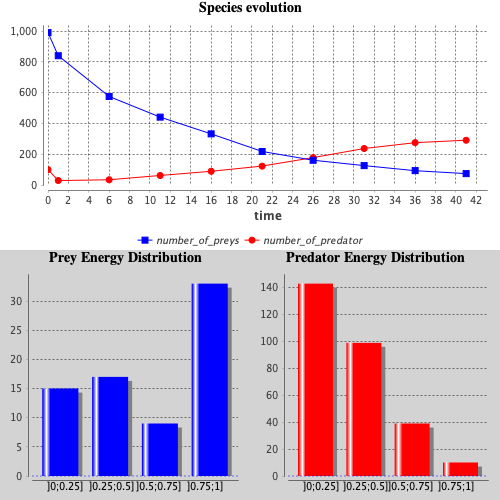 Species evolution
1,000
800
600
400
200
0
0 2 4 6 8 10 12 14 16 18 20 22 24 26 28 30 32 34 36 38 40 42
time
number_of_preys number_of_predator
Prey Energy Distribution
30
25
20
15
10
5
0
]0;0.25] ]0.25;0.5] ]0.5;0.75] ]0.75;1]
Predator Energy Distribution
140
120
100
80
60
40
20
0
]0;0.25] ]0.25;0.5] ]0.5;0.75] ]0.75;1]